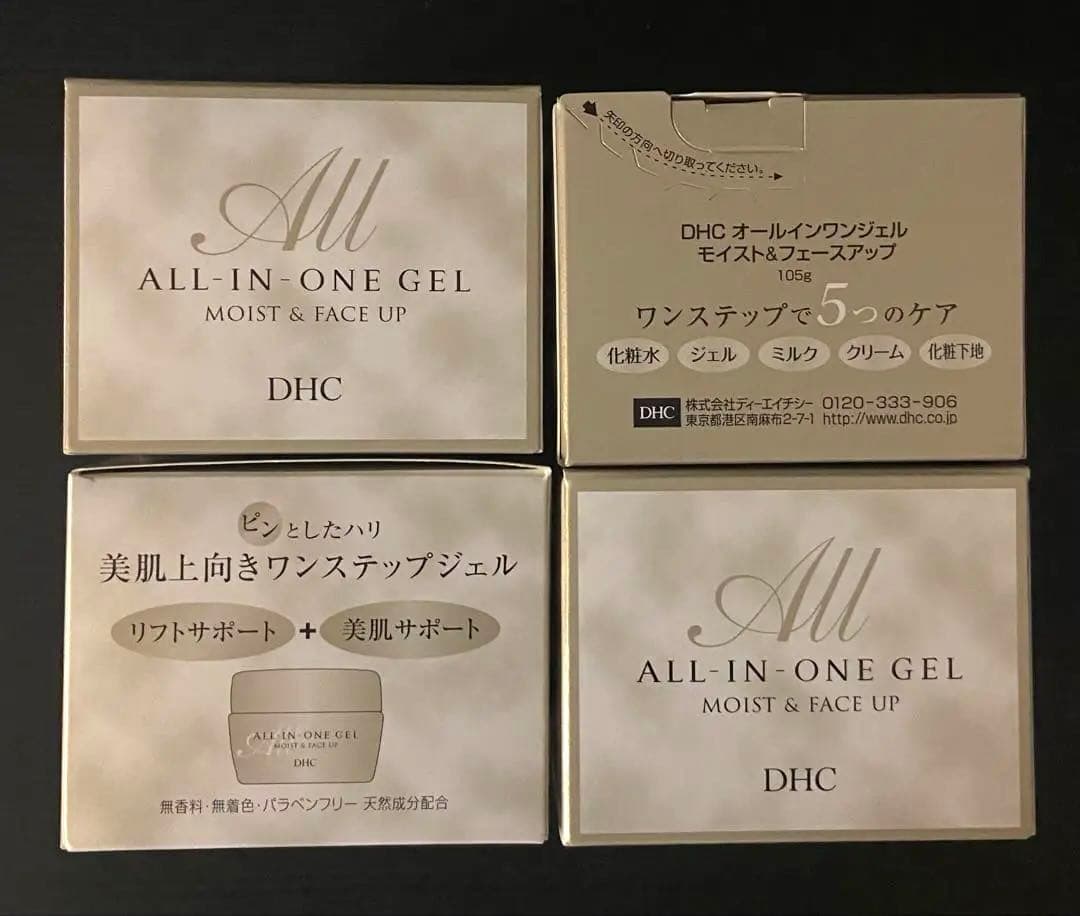 All
ALL-IN-ONE GEL
MOIST & FACE UP
DHC
矢印の方向へ切り取ってください。
DHC オールインワンジェル
モイスト&フェースアップ
105g
ワンステップで5つのケア
化粧水 ジェル ミルク クリーム 化粧下地
DHC 株式会社ディーエイチシー 0120-333-906
東京都港区南麻布2-7-1 http://www.dhc.co.jp
ピンとしたハリ
美肌上向きワンステップジェル
リフトサポート + 美肌サポート
All
ALL-IN-ONE GEL
MOIST & FACE UP
DHC
無香料・無着色・パラベンフリー 天然成分配合
All
ALL-IN-ONE GEL
MOIST & FACE UP
DHC